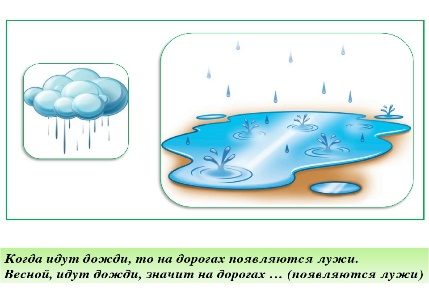 Когда идут дожди, то на дорогах появляются лужи.
Весной, идут дожди, значит на дорогах ... (появляются лужи)